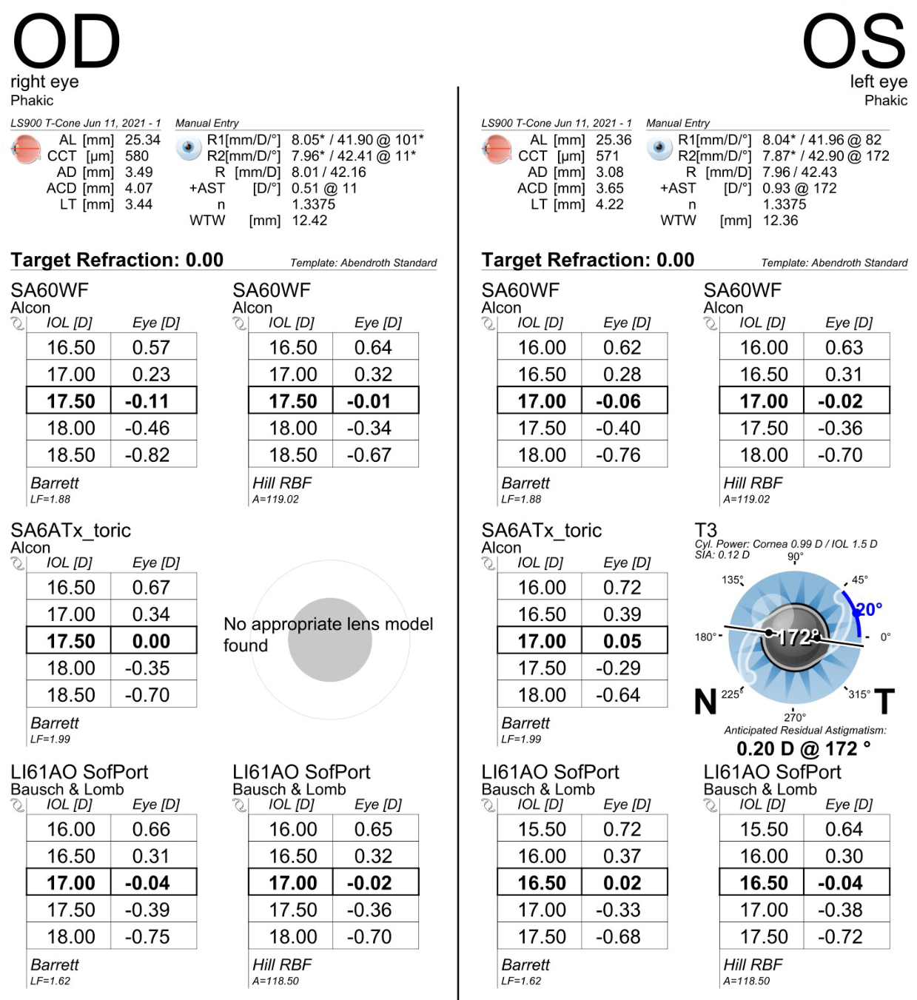 OD
right eye
Phakic
LS900 T-Cone Jun 11, 2021 - 1
AL [mm] 25.34
CCT [µm] 580
AD [mm] 3.49
ACD [mm] 4.07
LT [mm] 3.44
Manual Entry
R1[mm/D/°] 8.05* / 41.90 @ 101*
R2[mm/D/°] 7.96* / 42.41 @ 11*
R [mm/D] 8.01 / 42.16
+AST [D/°] 0.51 @ 11
n 1.3375
WTW [mm] 12.42
Target Refraction: 0.00
Template: Abendroth Standard
SA60WF
Alcon
IOL [D] Eye [D]
16.50 0.57
17.00 0.23
17.50 -0.11
18.00 -0.46
18.50 -0.82
Barrett
LF=1.88
SA60WF
Alcon
IOL [D] Eye [D]
16.50 0.64
17.00 0.32
17.50 -0.01
18.00 -0.34
18.50 -0.67
Hill RBF
A=119.02
SA6ATx_toric
Alcon
IOL [D] Eye [D]
16.50 0.67
17.00 0.34
17.50 0.00
18.00 -0.35
18.50 -0.70
Barrett
LF=1.99
No appropriate lens model
found
LI61AO SofPort
Bausch & Lomb
IOL [D] Eye [D]
16.00 0.66
16.50 0.31
17.00 -0.04
17.50 -0.39
18.00 -0.75
Barrett
LF=1.62
LI61AO SofPort
Bausch & Lomb
IOL [D] Eye [D]
16.00 0.65
16.50 0.32
17.00 -0.02
17.50 -0.36
18.00 -0.70
Hill RBF
A=118.50
OS
left eye
Phakic
LS900 T-Cone Jun 11, 2021 - 1
AL [mm] 25.36
CCT [µm] 571
AD [mm] 3.08
ACD [mm] 3.65
LT [mm] 4.22
Manual Entry
R1[mm/D/°] 8.04* / 41.96 @ 82
R2[mm/D/°] 7.87* / 42.90 @ 172
R [mm/D] 7.96 / 42.43
+AST [D/°] 0.93 @ 172
n 1.3375
WTW [mm] 12.36
Target Refraction: 0.00
Template: Abendroth Standard
SA60WF
Alcon
IOL [D] Eye [D]
16.00 0.62
16.50 0.28
17.00 -0.06
17.50 -0.40
18.00 -0.76
Barrett
LF=1.88
SA60WF
Alcon
IOL [D] Eye [D]
16.00 0.63
16.50 0.31
17.00 -0.02
17.50 -0.36
18.00 -0.70
Hill RBF
A=119.02
SA6ATx_toric
Alcon
IOL [D] Eye [D]
16.00 0.72
16.50 0.39
17.00 0.05
17.50 -0.29
18.00 -0.64
Barrett
LF=1.99
T3
Cyl. Power: Cornea 0.99 D / IOL 1.5 D
SIA: 0.12 D
90°
135°
45°
20°
180°
172°
0°
N
225°
315°
T
270°
Anticipated Residual Astigmatism:
0.20 D @ 172 °
LI61AO SofPort
Bausch & Lomb
IOL [D] Eye [D]
15.50 0.72
16.00 0.37
16.50 0.02
17.00 -0.33
17.50 -0.68
Barrett
LF=1.62
LI61AO SofPort
Bausch & Lomb
IOL [D] Eye [D]
15.50 0.64
16.00 0.30
16.50 -0.04
17.00 -0.38
17.50 -0.72
Hill RBF
A=118.50